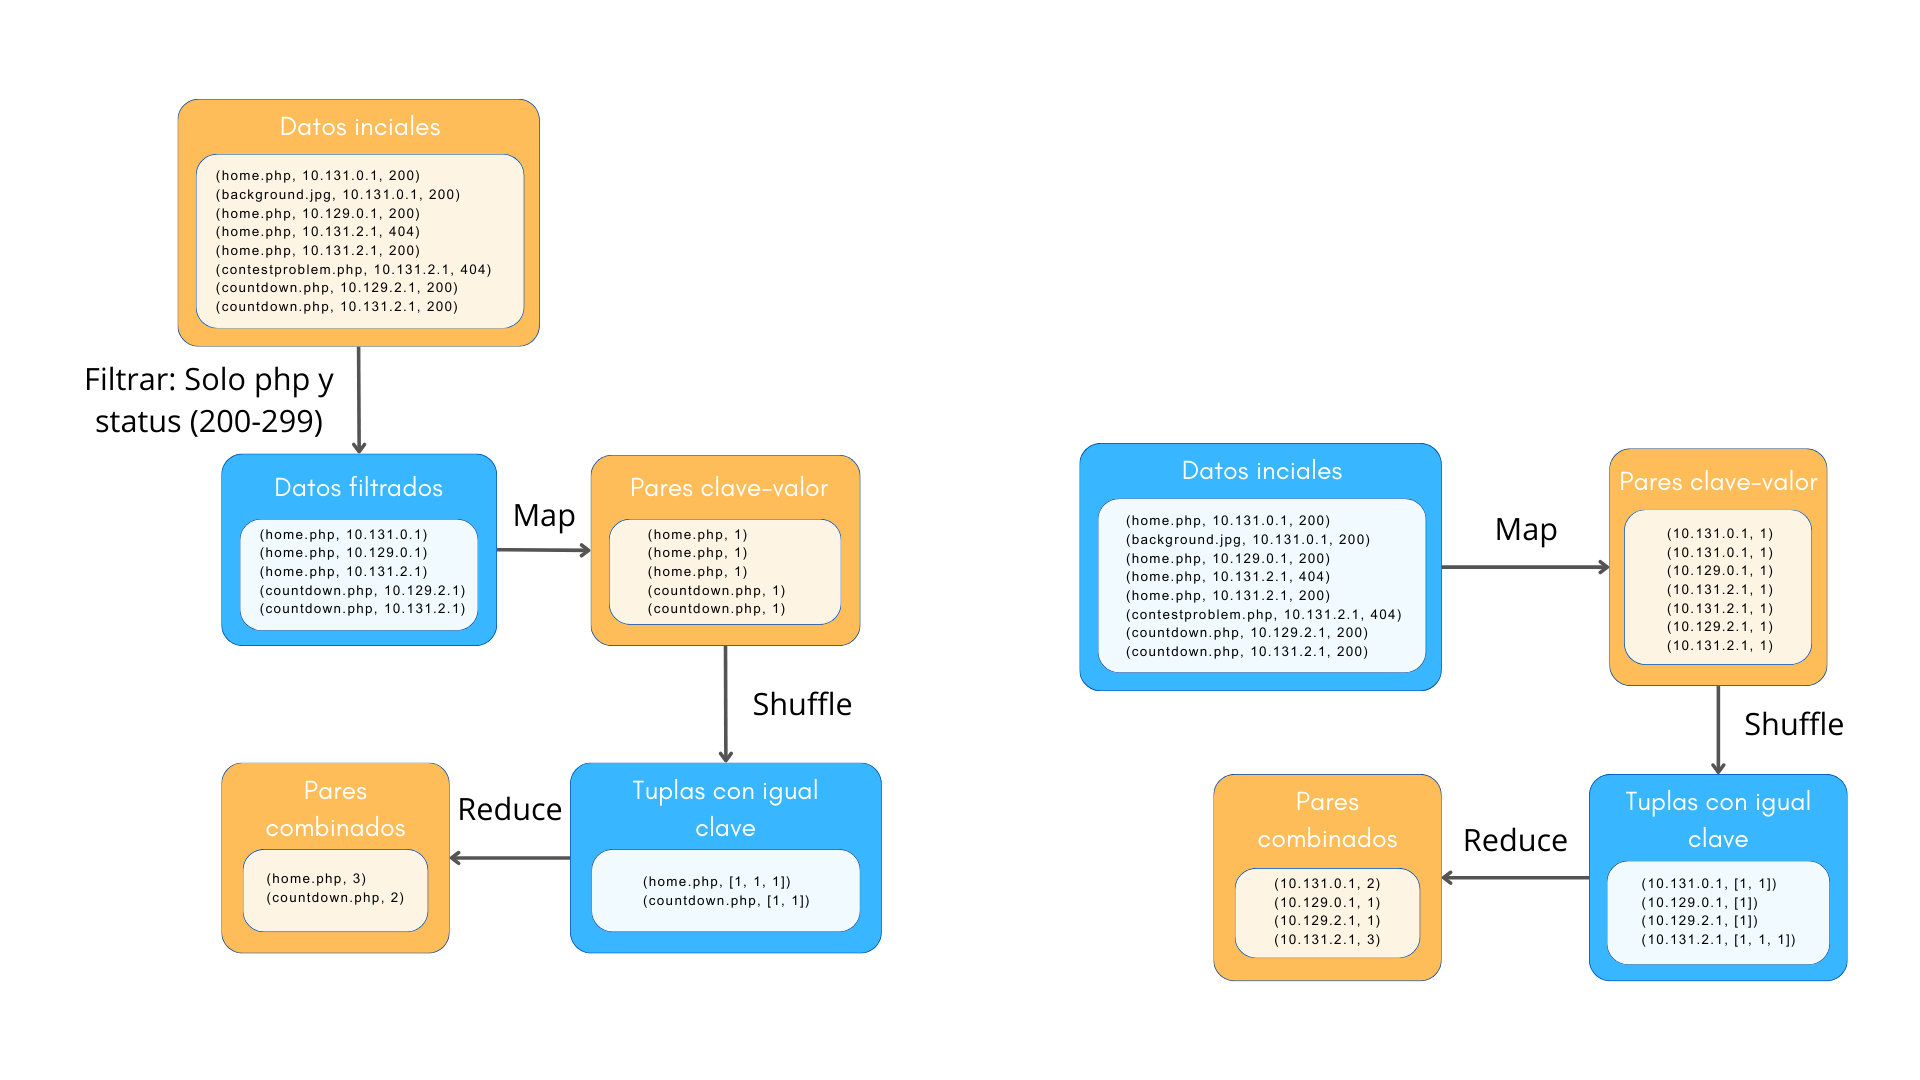 Datos inciales
(home.php, 10.131.0.1, 200)
(background.jpg, 10.131.0.1, 200)
(home.php, 10.129.0.1, 200)
(home.php, 10.131.2.1, 404)
(home.php, 10.131.2.1, 200)
(contestproblem.php, 10.131.2.1, 404)
(countdown.php, 10.129.2.1, 200)
(countdown.php, 10.131.2.1, 200)
Filtrar: Solo php y
status (200-299)
Datos filtrados
(home.php, 10.131.0.1)
(home.php, 10.129.0.1)
(home.php, 10.131.2.1)
(countdown.php, 10.129.2.1)
(countdown.php, 10.131.2.1)
Map
Pares clave-valor
(home.php, 1)
(home.php, 1)
(home.php, 1)
(countdown.php, 1)
(countdown.php, 1)
Shuffle
Tuplas con igual
clave
(home.php, [1, 1, 1])
(countdown.php, [1, 1])
Reduce
Pares
combinados
(home.php, 3)
(countdown.php, 2)
Datos inciales
(home.php, 10.131.0.1, 200)
(background.jpg, 10.131.0.1, 200)
(home.php, 10.129.0.1, 200)
(home.php, 10.131.2.1, 404)
(home.php, 10.131.2.1, 200)
(contestproblem.php, 10.131.2.1, 404)
(countdown.php, 10.129.2.1, 200)
(countdown.php, 10.131.2.1, 200)
Map
Pares clave-valor
(10.131.0.1, 1)
(10.131.0.1, 1)
(10.129.0.1, 1)
(10.131.2.1, 1)
(10.131.2.1, 1)
(10.129.2.1, 1)
(10.131.2.1, 1)
Shuffle
Tuplas con igual
clave
(10.131.0.1, [1, 1])
(10.129.0.1, [1])
(10.129.2.1, [1])
(10.131.2.1, [1, 1, 1])
Reduce
Pares
combinados
(10.131.0.1, 2)
(10.129.0.1, 1)
(10.129.2.1, 1)
(10.131.2.1, 3)